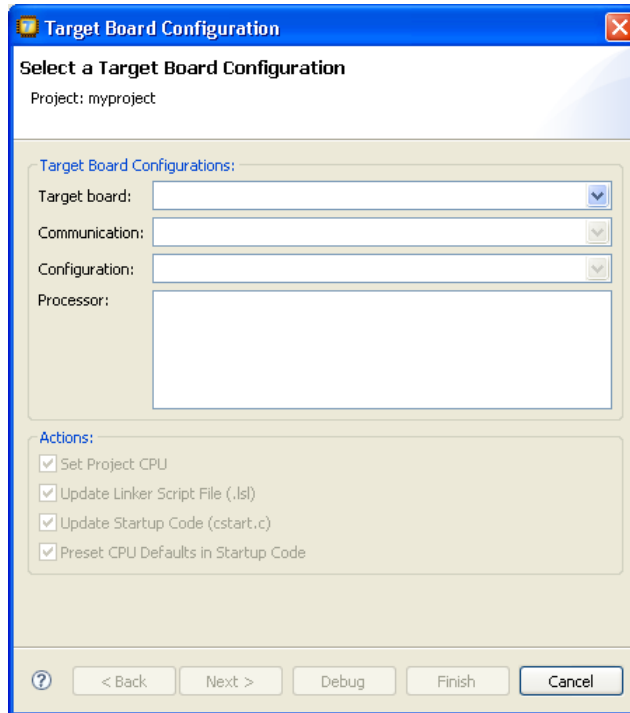 Target Board Configuration
Select a Target Board Configuration
Project: myproject
Target Board Configurations:
Target board:
Communication:
Configuration:
Processor:
Actions:
Set Project CPU
Update Linker Script File (.lsl)
Update Startup Code (cstart.c)
Preset CPU Defaults in Startup Code
? < Back Next > Debug Finish Cancel